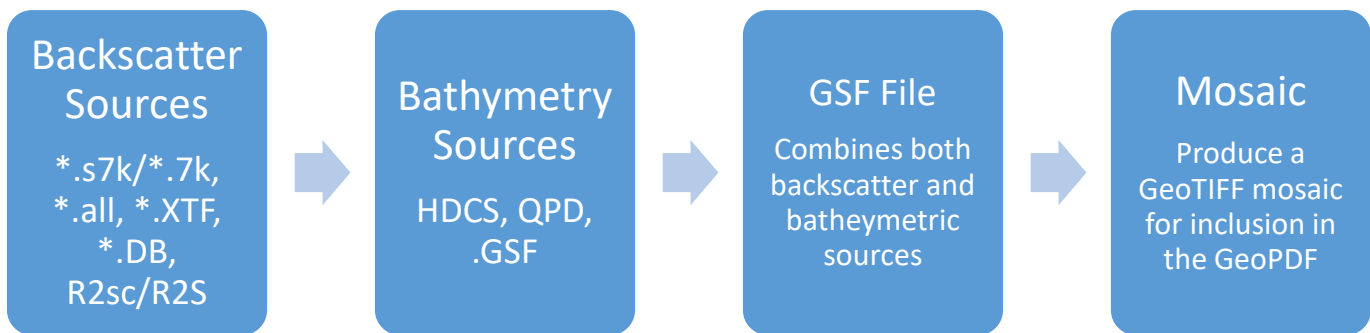 Backscatter
Sources
*.s7k/*.7k,
*.all, *.XTF,
*.DB,
R2sc/R2S
Bathymetry
Sources
HDCS, QPD,
.GSF
GSF File
Combines both
backscatter and
batheymetric
sources
Mosaic
Produce a
GeoTIFF mosaic
for inclusion in
the GeoPDF